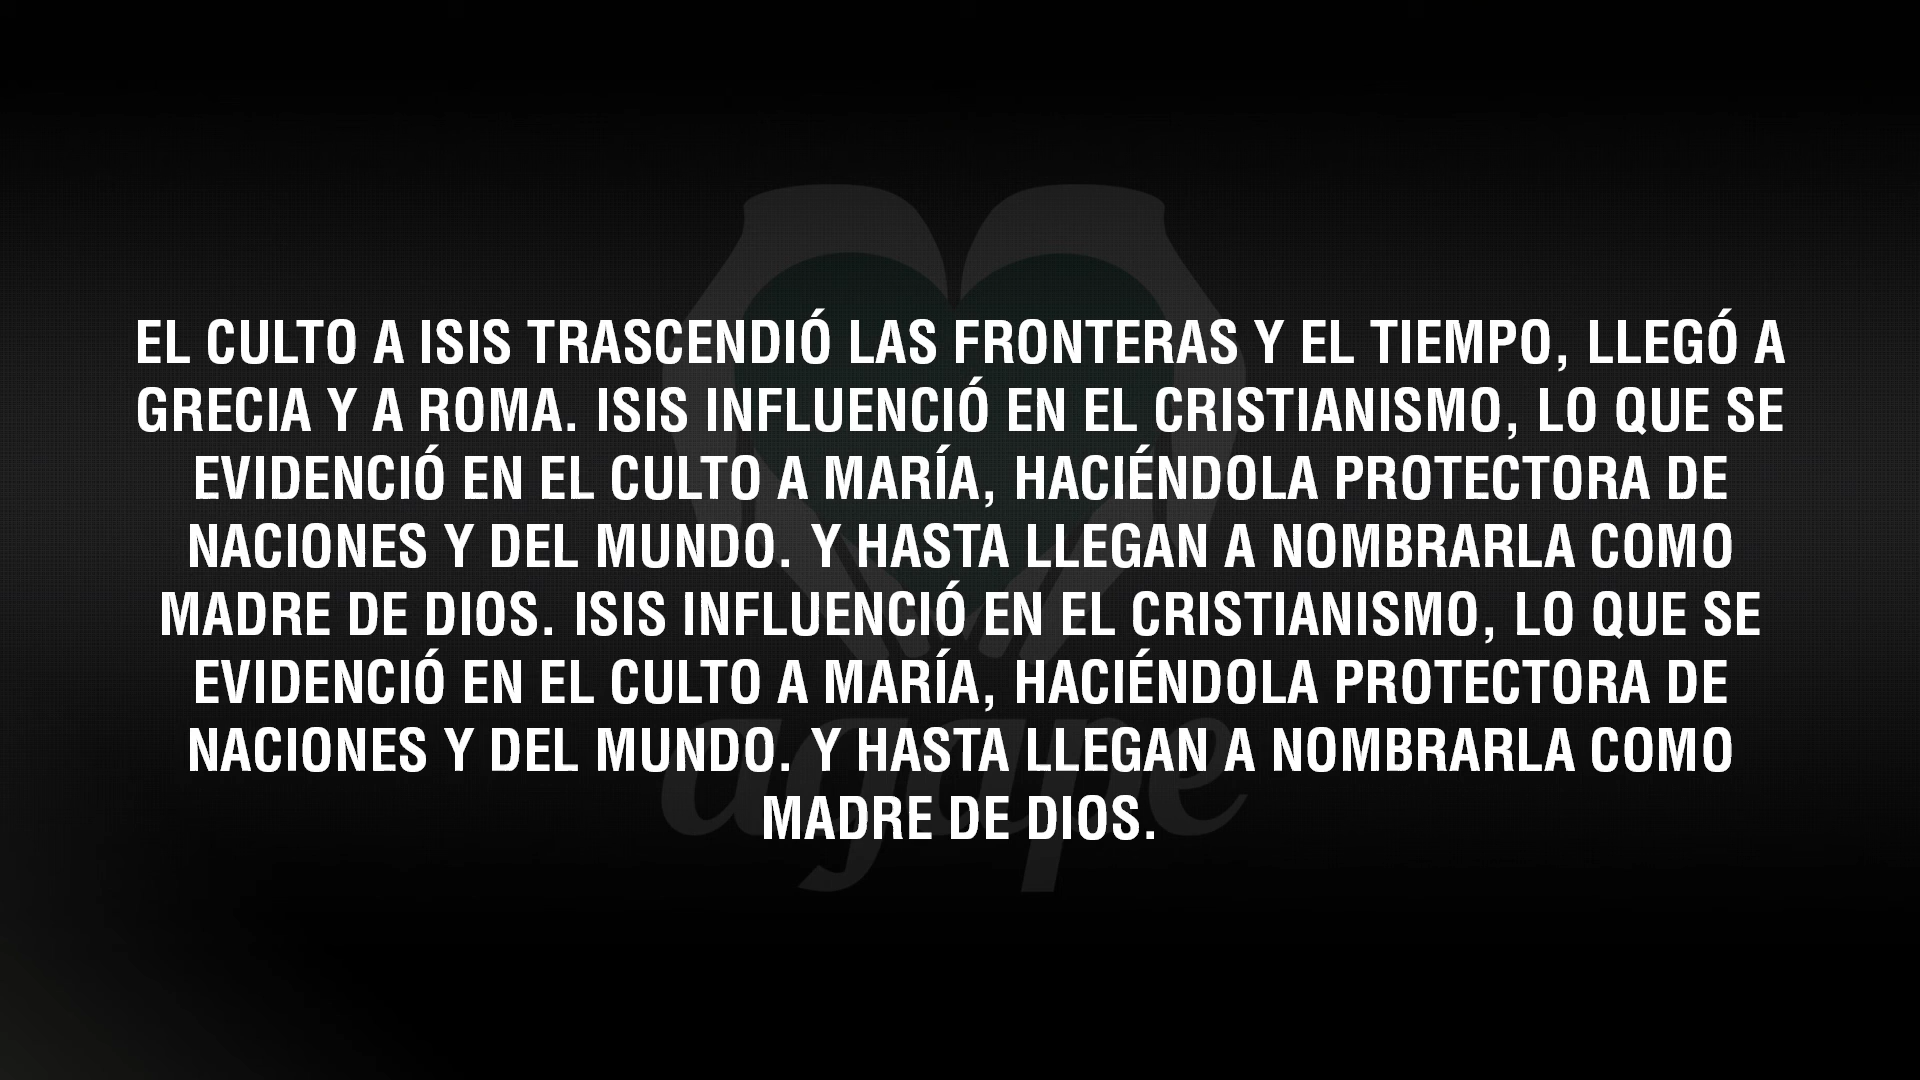 EL CULTO A ISIS TRASCENDIÓ LAS FRONTERAS Y EL TIEMPO, LLEGÓ A
GRECIA Y A ROMA. ISIS INFLUENCIÓ EN EL CRISTIANISMO, LO QUE SE
EVIDENCIÓ EN EL CULTO A MARÍA, HACIÉNDOLA PROTECTORA DE
NACIONES Y DEL MUNDO. Y HASTA LLEGAN A NOMBRARLA COMO
MADRE DE DIOS. ISIS INFLUENCIÓ EN EL CRISTIANISMO, LO QUE SE
EVIDENCIÓ EN EL CULTO A MARÍA, HACIÉNDOLA PROTECTORA DE
NACIONES Y DEL MUNDO. Y HASTA LLEGAN A NOMBRARLA COMO
MADRE DE DIOS.
agape